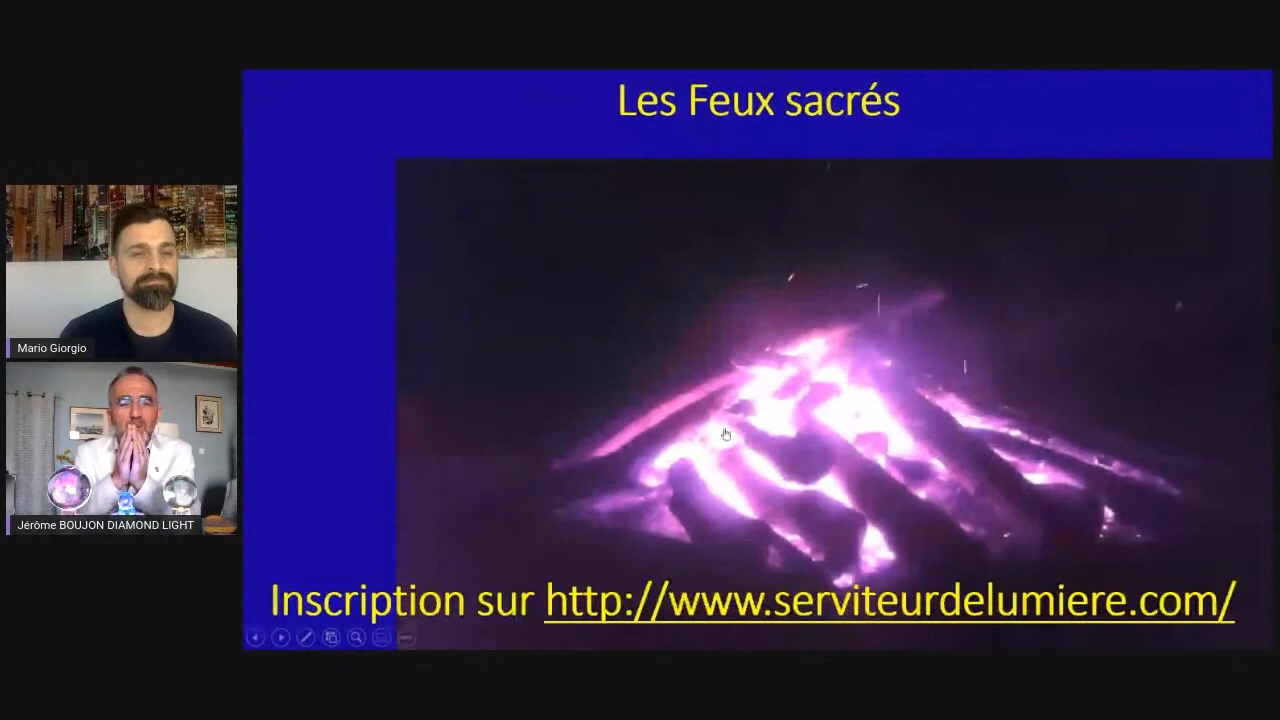 Les Feux sacrés
Mario Giorgio
Jérôme BOUJON DIAMOND LIGHT
Inscription sur http://www.serviteurdelumiere.com/